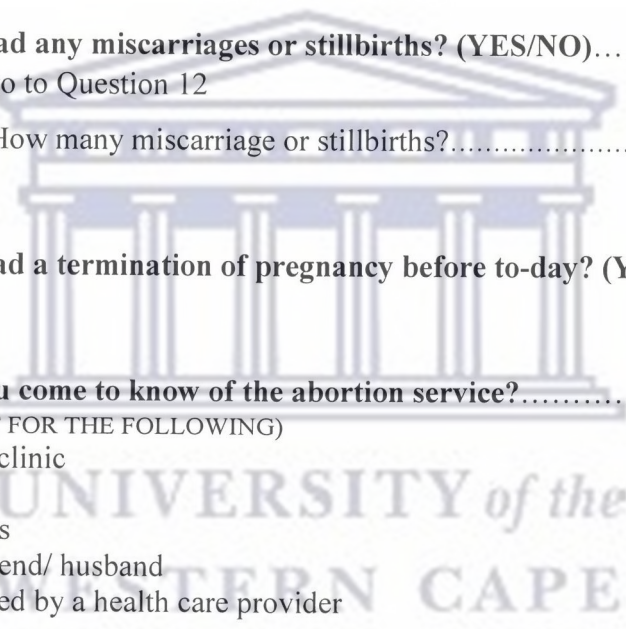 ad any miscarriages or stillbirths? (YES/NO)...
o to Question 12
How many miscarriage or stillbirths?........................
ad a termination of pregnancy before to-day? (Y
u come to know of the abortion service?..........
FOR THE FOLLOWING)
clinic
UNIVERSITY of the
s
end/ husband
WESTERN CAPE
ed by a health care provider